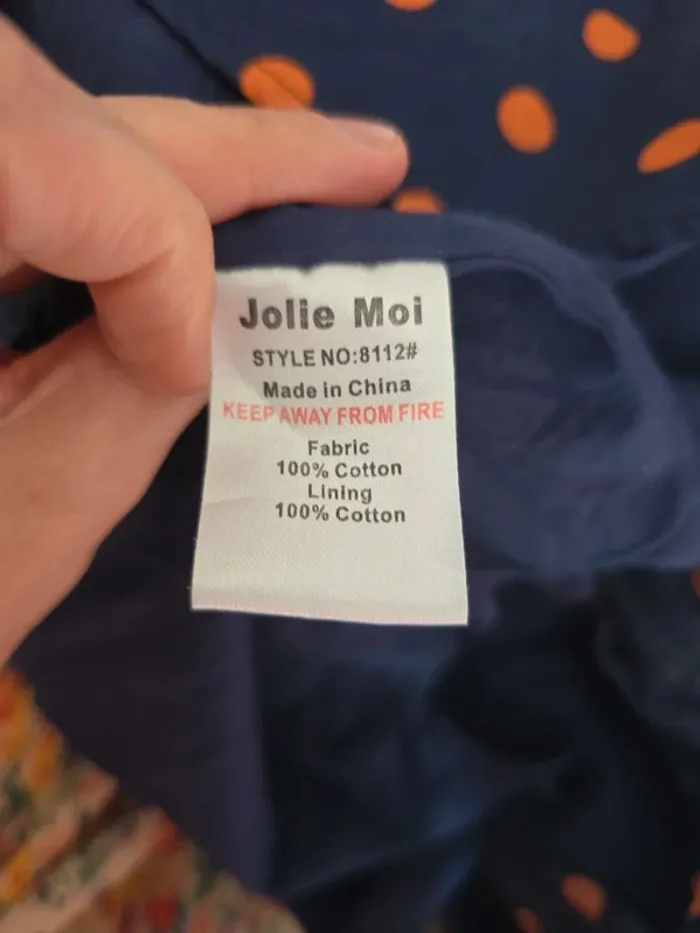 Jolie Moi
STYLE NO:8112#
Made in China
KEEP AWAY FROM FIRE
Fabric
100% Cotton
Lining
100% Cotton